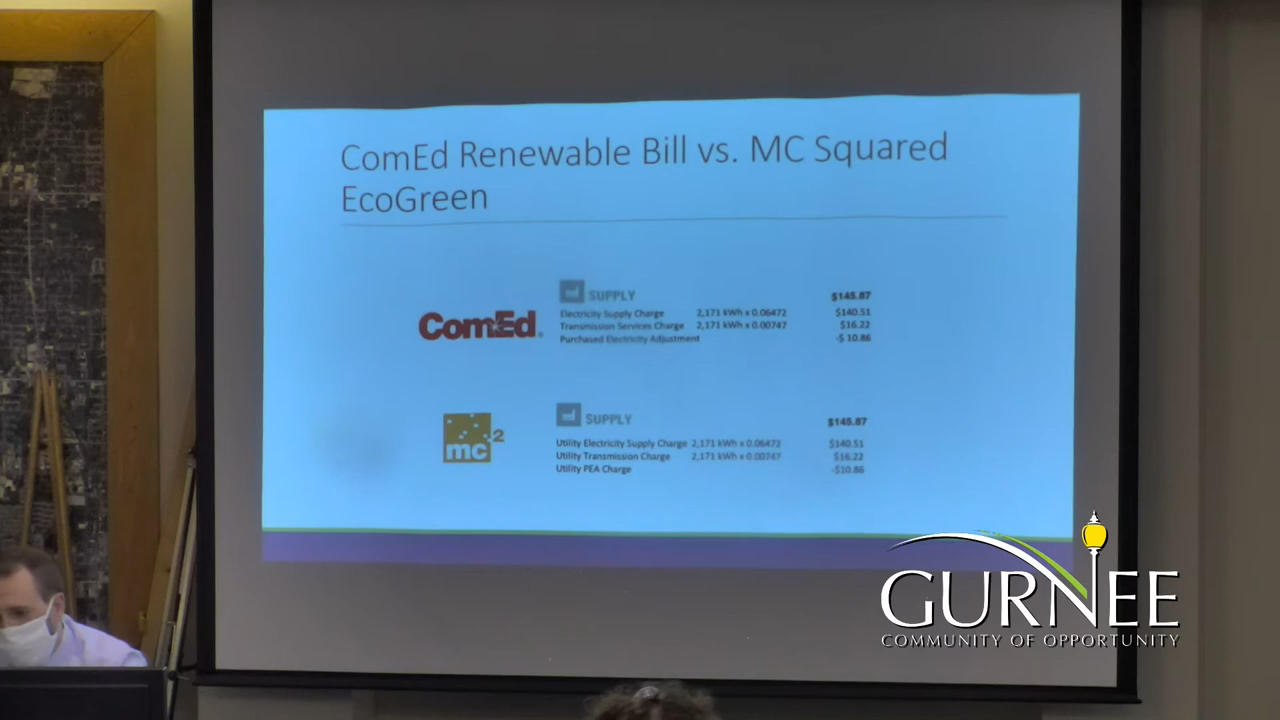 ComEd Renewable Bill vs. MC Squared
EcoGreen
SUPPLY $145.87
ComEd
Electricity Supply Charge 2,171 kWh x 0.06472 $140.51
Transmission Services Charge 2,171 kWh x 0.00747 $16.22
Purchased Electricity Adjustment -$ 10.86
SUPPLY $145.87
mc2
Utility Electricity Supply Charge 2,171 kWh x 0.06472 $140.51
Utility Transmission Charge 2,171 kWh x 0.00747 $16.22
Utility PEA Charge -$10.86
GURNEE
COMMUNITY OF OPPORTUNITY